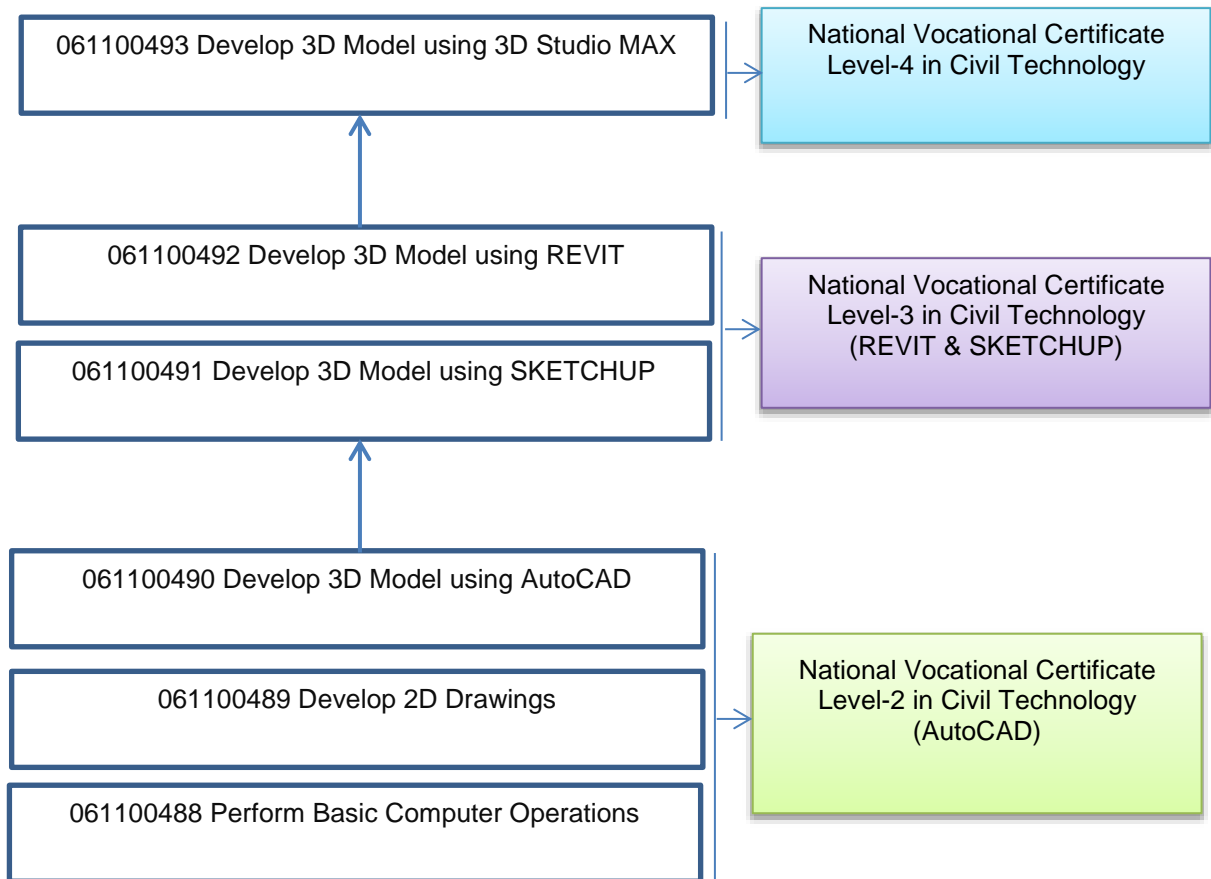 061100493 Develop 3D Model using 3D Studio MAX
National Vocational Certificate
Level-4 in Civil Technology
061100492 Develop 3D Model using REVIT
061100491 Develop 3D Model using SKETCHUP
National Vocational Certificate
Level-3 in Civil Technology
(REVIT & SKETCHUP)
061100490 Develop 3D Model using AutoCAD
061100489 Develop 2D Drawings
061100488 Perform Basic Computer Operations
National Vocational Certificate
Level-2 in Civil Technology
(AutoCAD)